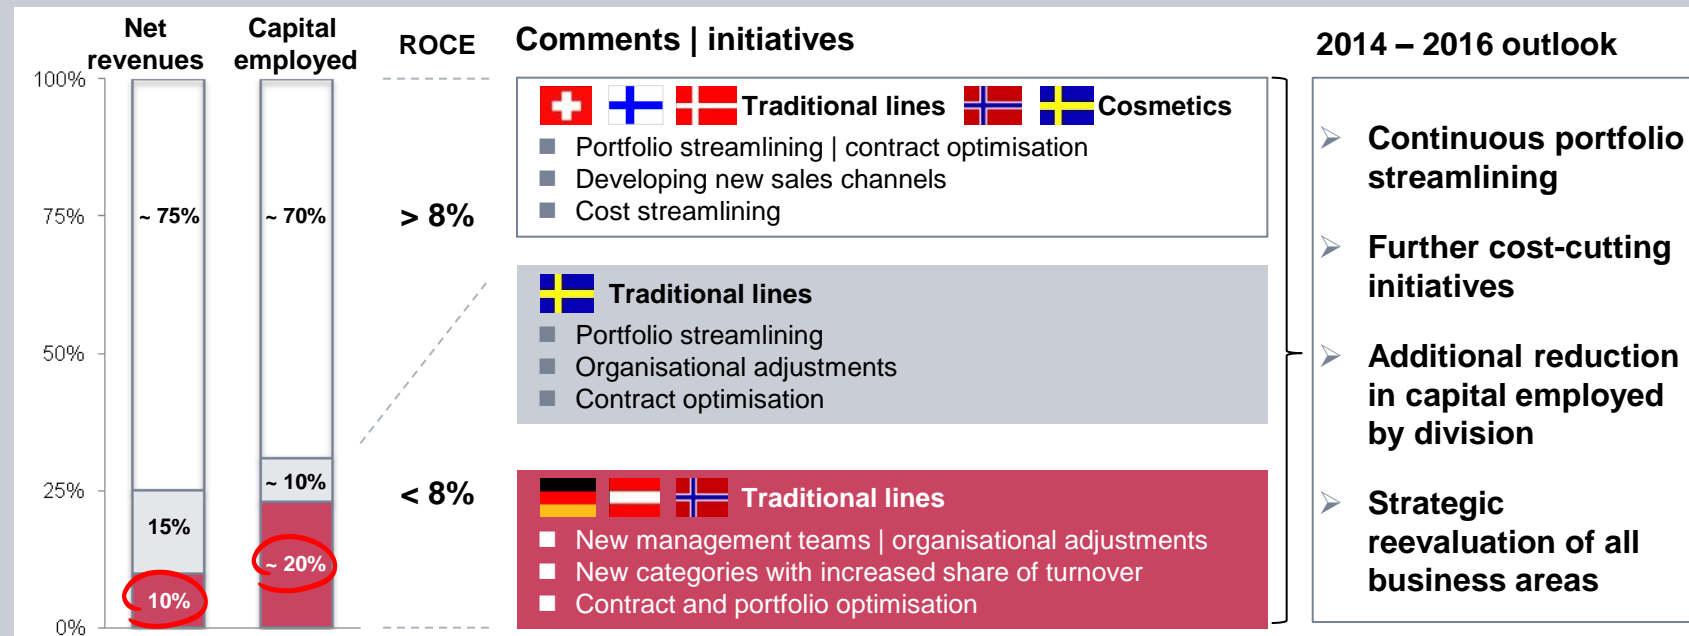 Net
revenues
Capital
employed
ROCE
Comments | initiatives
2014 – 2016 outlook
100%
75%
50%
25%
0%
~ 75%
15%
10%
~ 70%
~ 10%
~ 20%
> 8%
< 8%
Traditional lines
Cosmetics
Portfolio streamlining | contract optimisation
Developing new sales channels
Cost streamlining
Traditional lines
Portfolio streamlining
Organisational adjustments
Contract optimisation
Traditional lines
New management teams | organisational adjustments
New categories with increased share of turnover
Contract and portfolio optimisation
Continuous portfolio
streamlining
Further cost-cutting
initiatives
Additional reduction
in capital employed
by division
Strategic
reevaluation of all
business areas